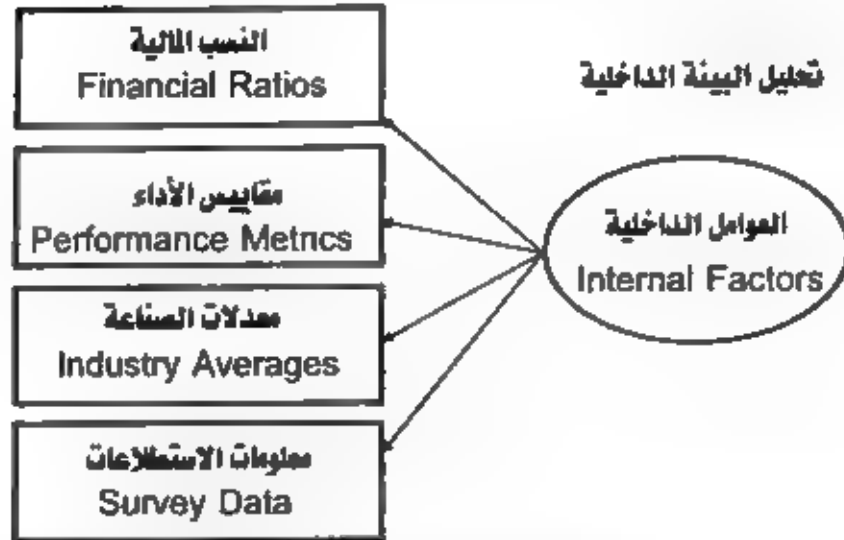 تحليل البيئة الداخلية
العوامل الداخلية
Internal Factors
النسب المالية
Financial Ratios
مقاييس الأداء
Performance Metrics
معدلات الصناعة
Industry Averages
معلومات الاستطلاعات
Survey Data